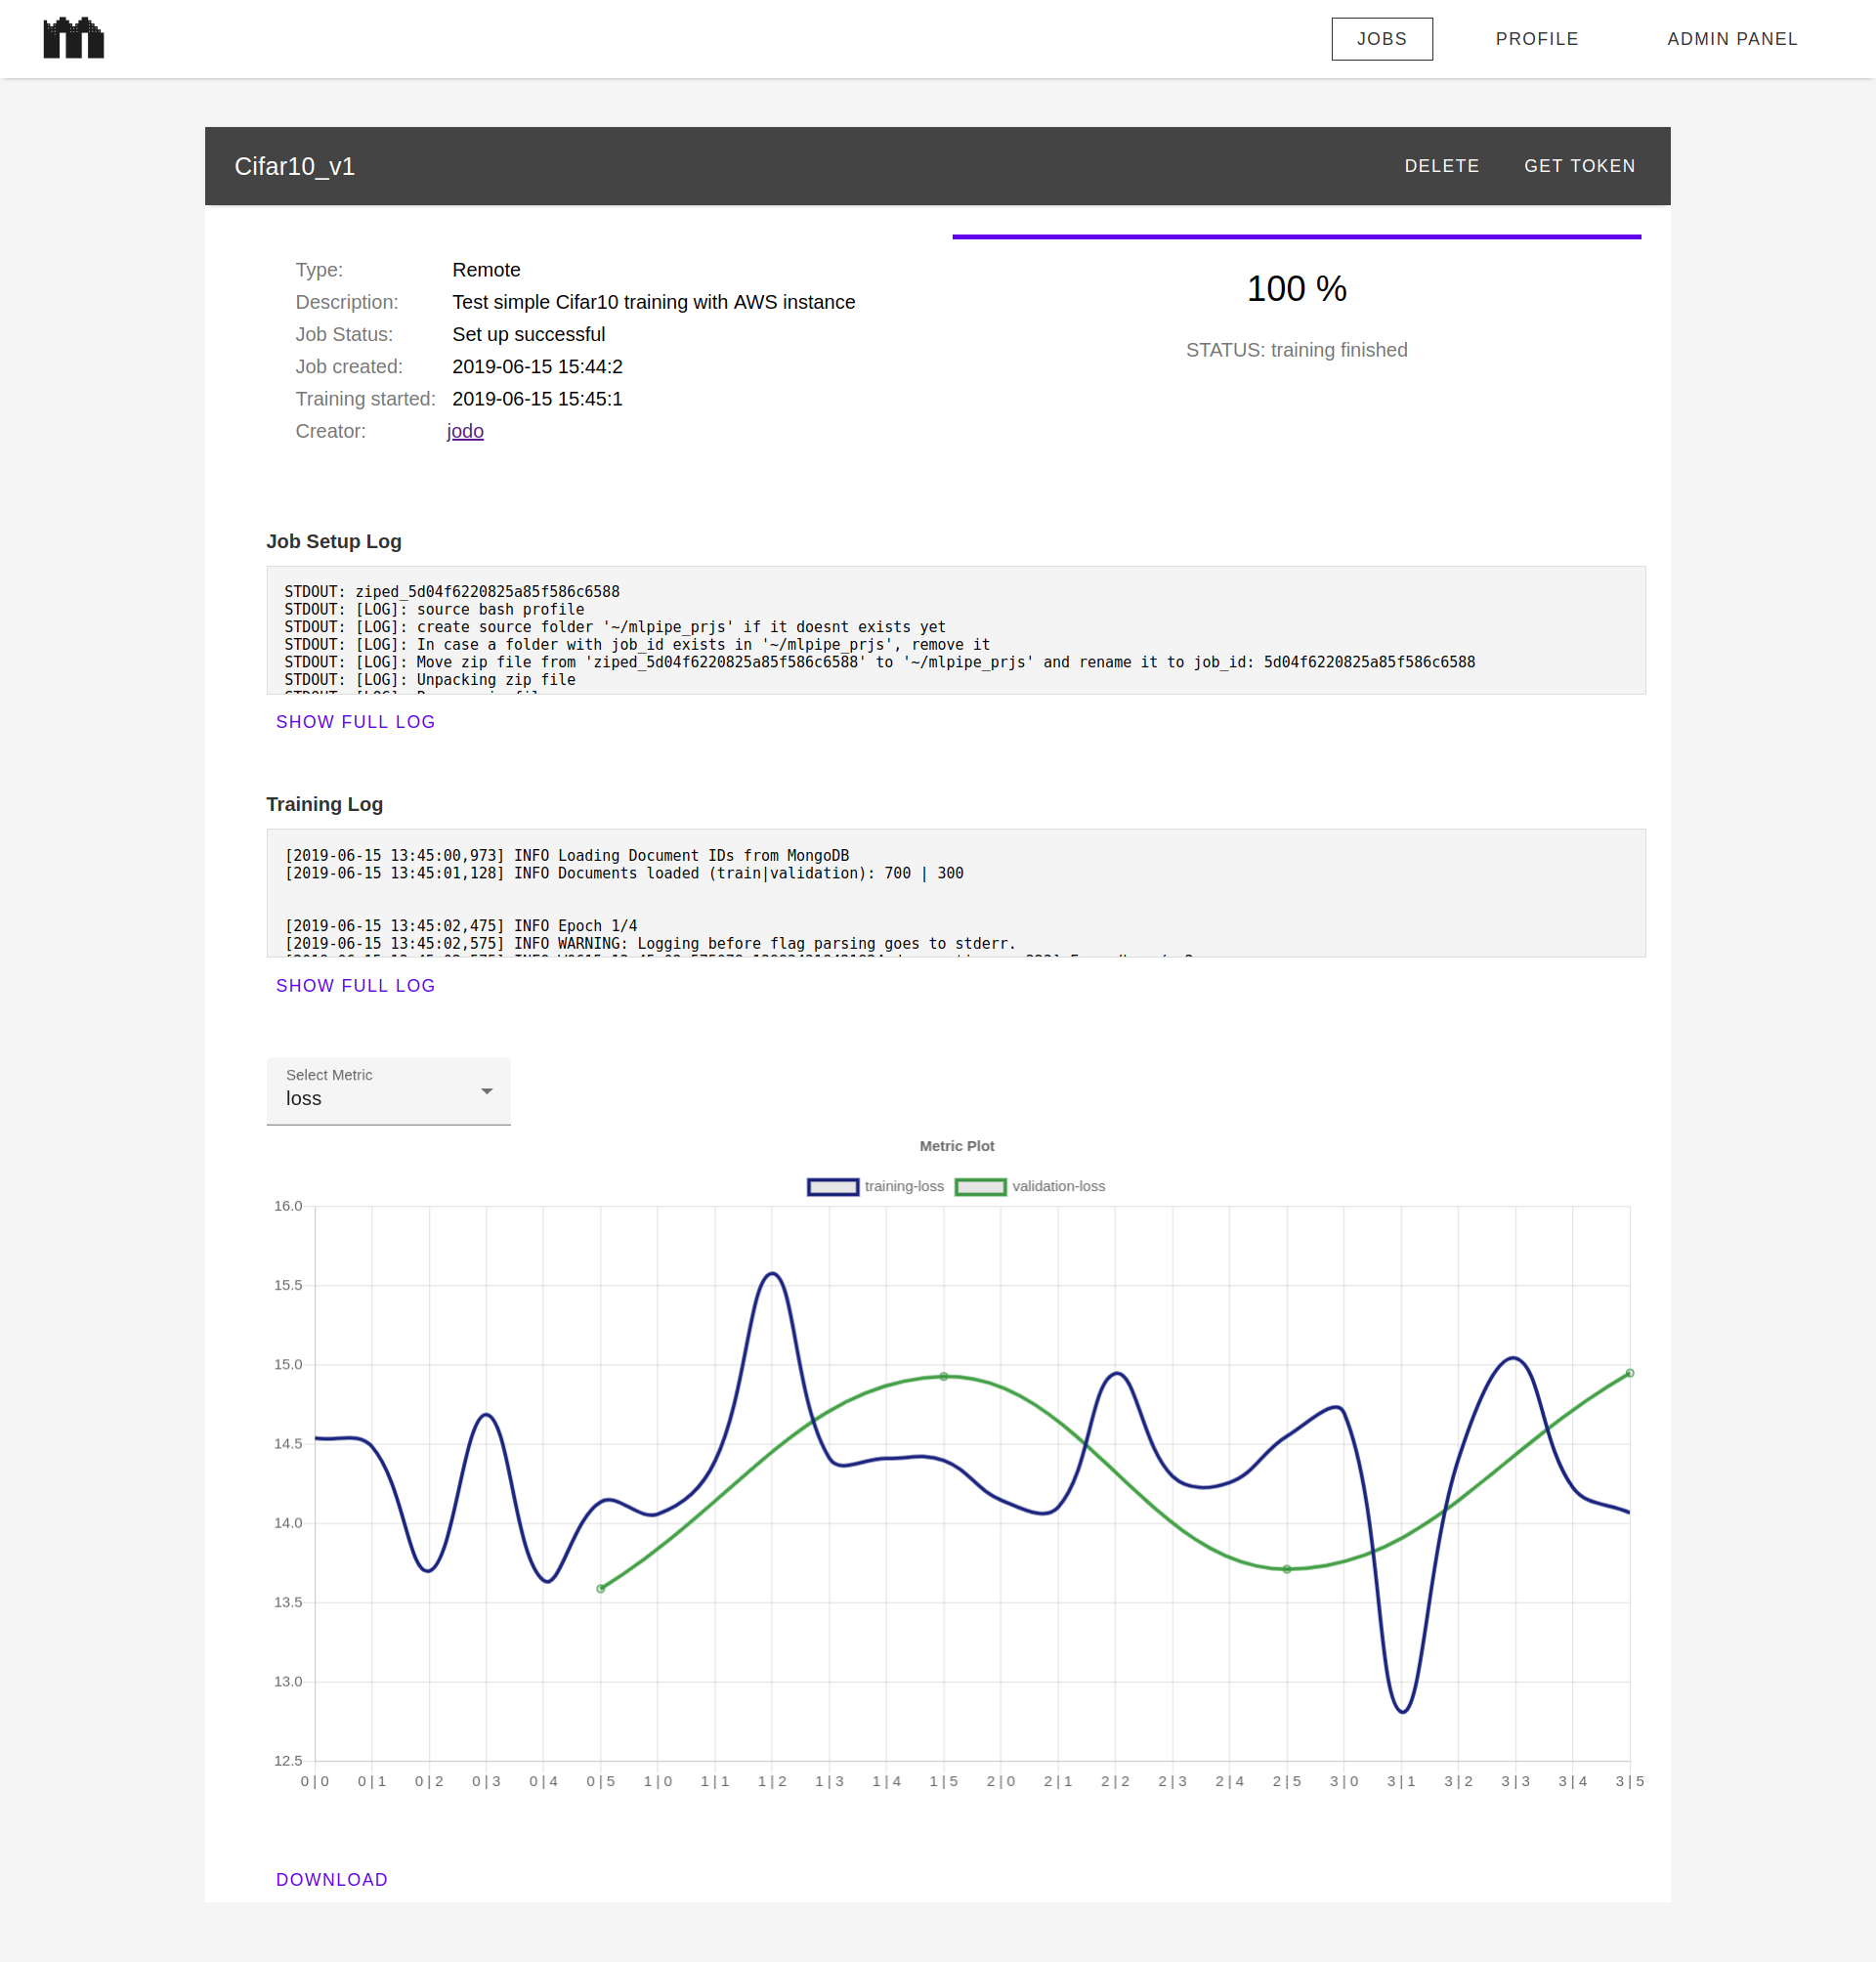 JOBS PROFILE ADMIN PANEL
Cifar10_v1 DELETE GET TOKEN
Type: Remote
Description: Test simple Cifar10 training with AWS instance
Job Status: Set up successful
Job created: 2019-06-15 15:44:2
Training started: 2019-06-15 15:45:1
Creator: jodo
100 %
STATUS: training finished
Job Setup Log
STDOUT: ziped_5d04f6220825a85f586c6588
STDOUT: [LOG]: source bash profile
STDOUT: [LOG]: create source folder '~/mlpipe_prjs' if it doesnt exists yet
STDOUT: [LOG]: In case a folder with job_id exists in '~/mlpipe_prjs', remove it
STDOUT: [LOG]: Move zip file from 'ziped_5d04f6220825a85f586c6588' to '~/mlpipe_prjs' and rename it to job_id: 5d04f6220825a85f586c6588
STDOUT: [LOG]: Unpacking zip file
SHOW FULL LOG
Training Log
[2019-06-15 13:45:00,973] INFO Loading Document IDs from MongoDB
[2019-06-15 13:45:01,128] INFO Documents loaded (train|validation): 700 | 300
[2019-06-15 13:45:02,475] INFO Epoch 1/4
[2019-06-15 13:45:02,575] INFO WARNING: Logging before flag parsing goes to stderr.
SHOW FULL LOG
Select Metric
loss
Metric Plot
training-loss validation-loss
16.0
15.5
15.0
14.5
14.0
13.5
13.0
12.5
0|0 0|1 0|2 0|3 0|4 0|5 1|0 1|1 1|2 1|3 1|4 1|5 2|0 2|1 2|2 2|3 2|4 2|5 3|0 3|1 3|2 3|3 3|4 3|5
DOWNLOAD